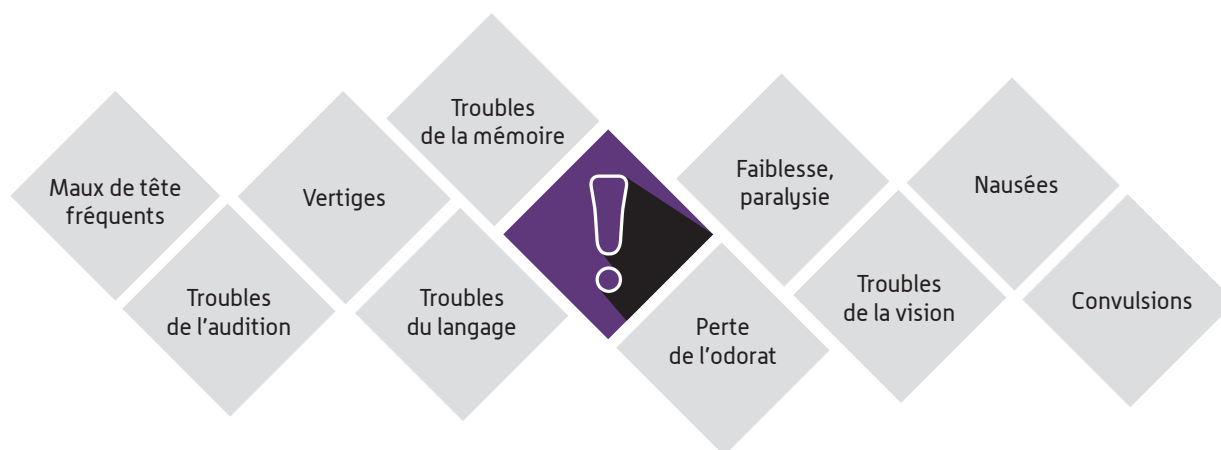 Maux de tête
fréquents
Troubles
de l'audition
Vertiges
Troubles
de la mémoire
Troubles
du langage
!
Faiblesse,
paralysie
Perte
de l'odorat
Troubles
de la vision
Nausées
Convulsions